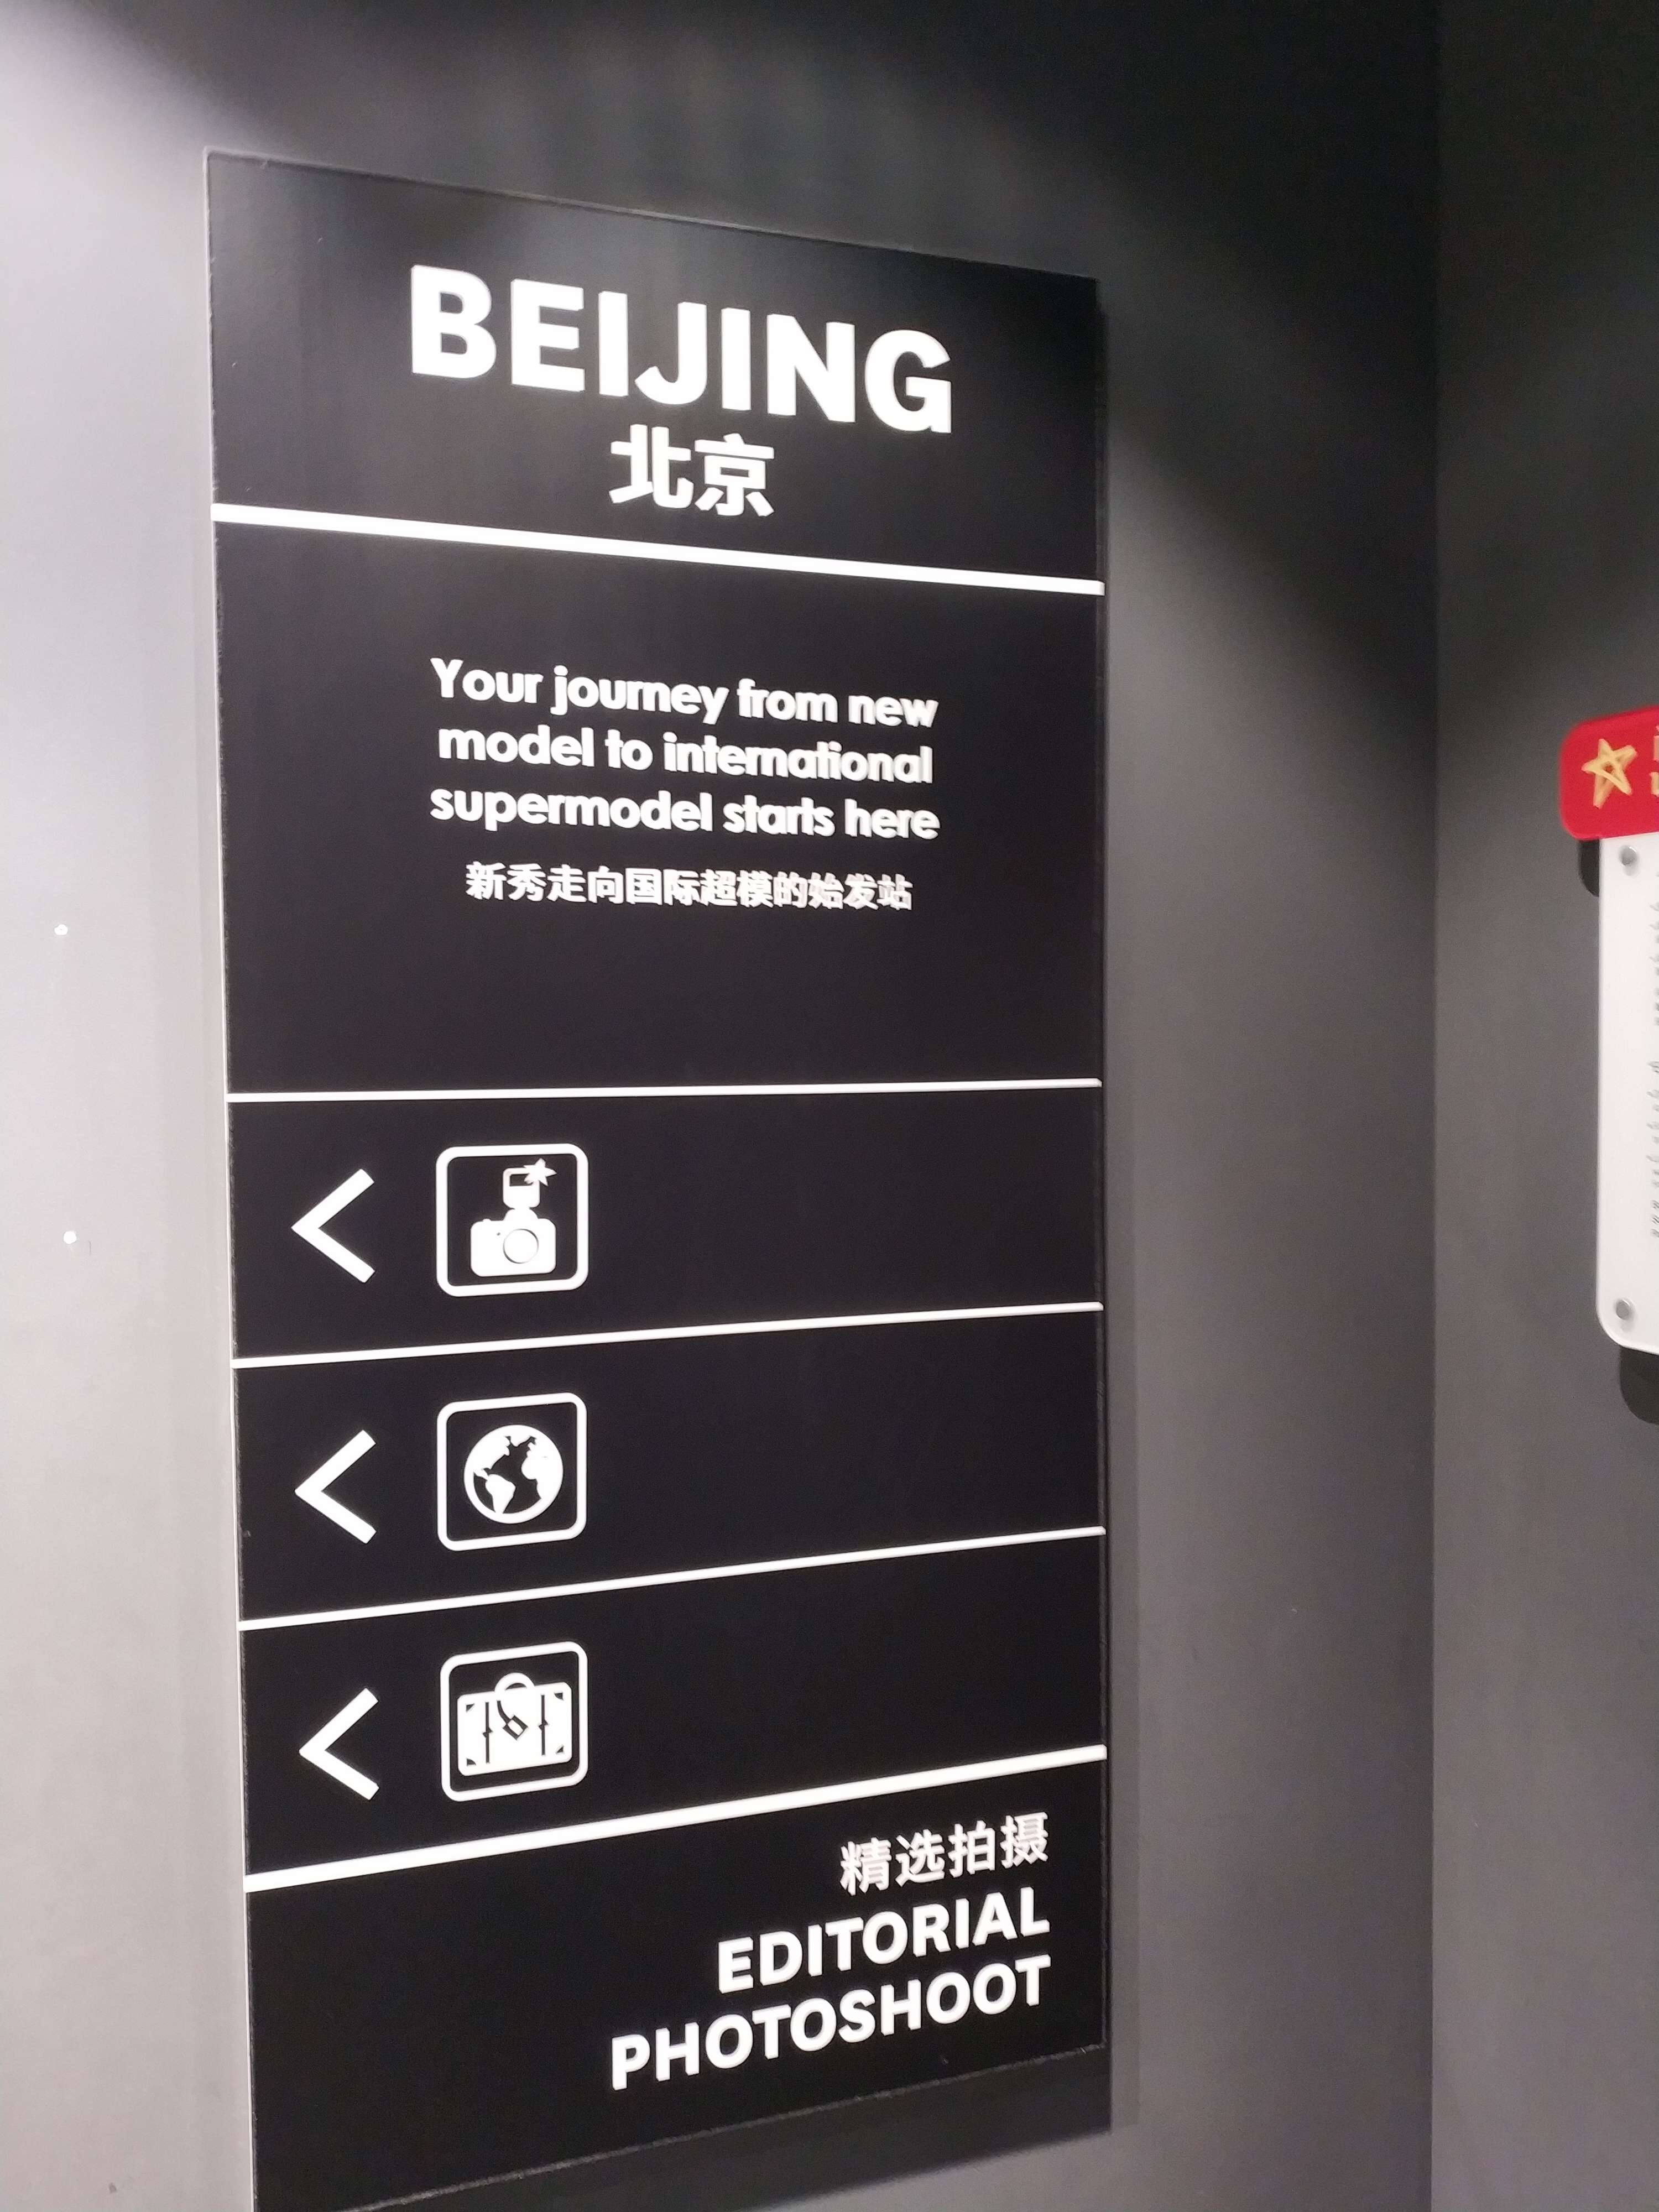 BEIJING
北京
Your journey from new
model to international
supermodel starts here
新秀走向国际超模的始发站
精选拍摄
EDITORIAL
PHOTOSHOOT